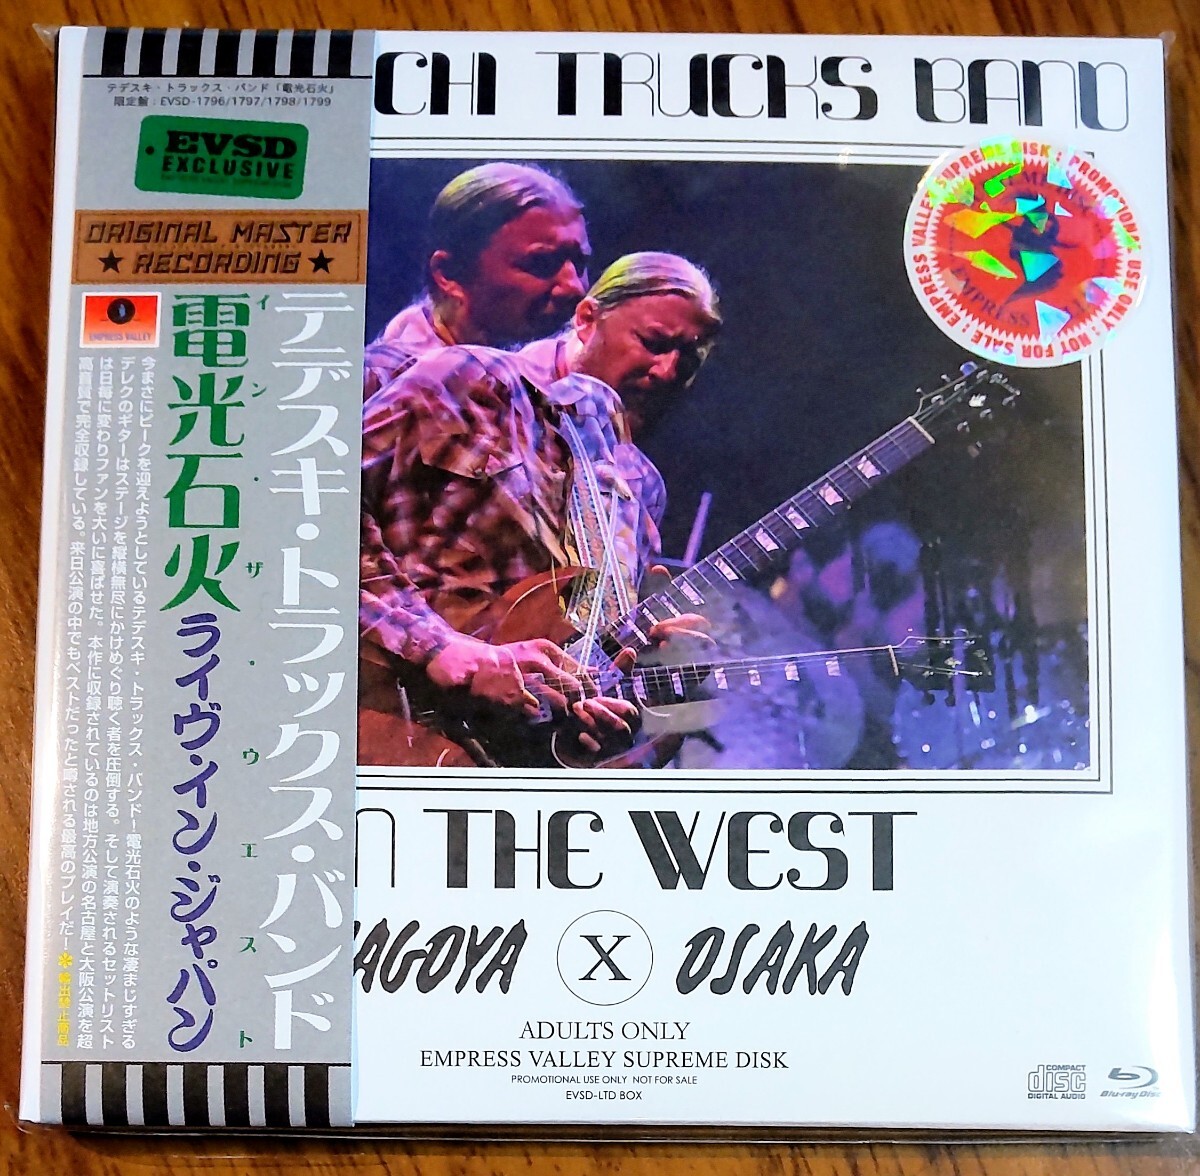 CHI TRUCKS BAND
テデスキ・トラックス・バンド「電光石火」
限定盤：EVSD-1796/1797/1798/1799
EVSD
EXCLUSIVE
ORIGINAL MASTER
★ RECORDING ★
EMPRESS VALLEY
テデスキ・トラックス・バンド
イン・ザ・ウエスト
電光石火 ライヴ・イン・ジャパン
今まさにピークを迎えようとしているテデスキ・トラックス・バンド！電光石火のような凄まじすぎる
デレクのギターはステージを縦横無尽にかけめぐり聴く者を圧倒する。そして演奏されるセットリスト
は日毎に変わりファンを大いに喜ばせた。本作に収録されているのは地方公演の名古屋と大阪公演を超
高音質で完全収録している。来日公演の中でもベストだったと噂される最高のプレイだ！✽輸出禁止商品
EMPRESS VALLEY SUPREME DISK : PROMOTIONAL USE ONLY : NOT FOR SALE :
N THE WEST
AGOYA X OSAKA
ADULTS ONLY
EMPRESS VALLEY SUPREME DISK
PROMOTIONAL USE ONLY NOT FOR SALE
EVSD-LTD BOX
COMPACT
disc
DIGITAL AUDIO
Blu-ray Disc